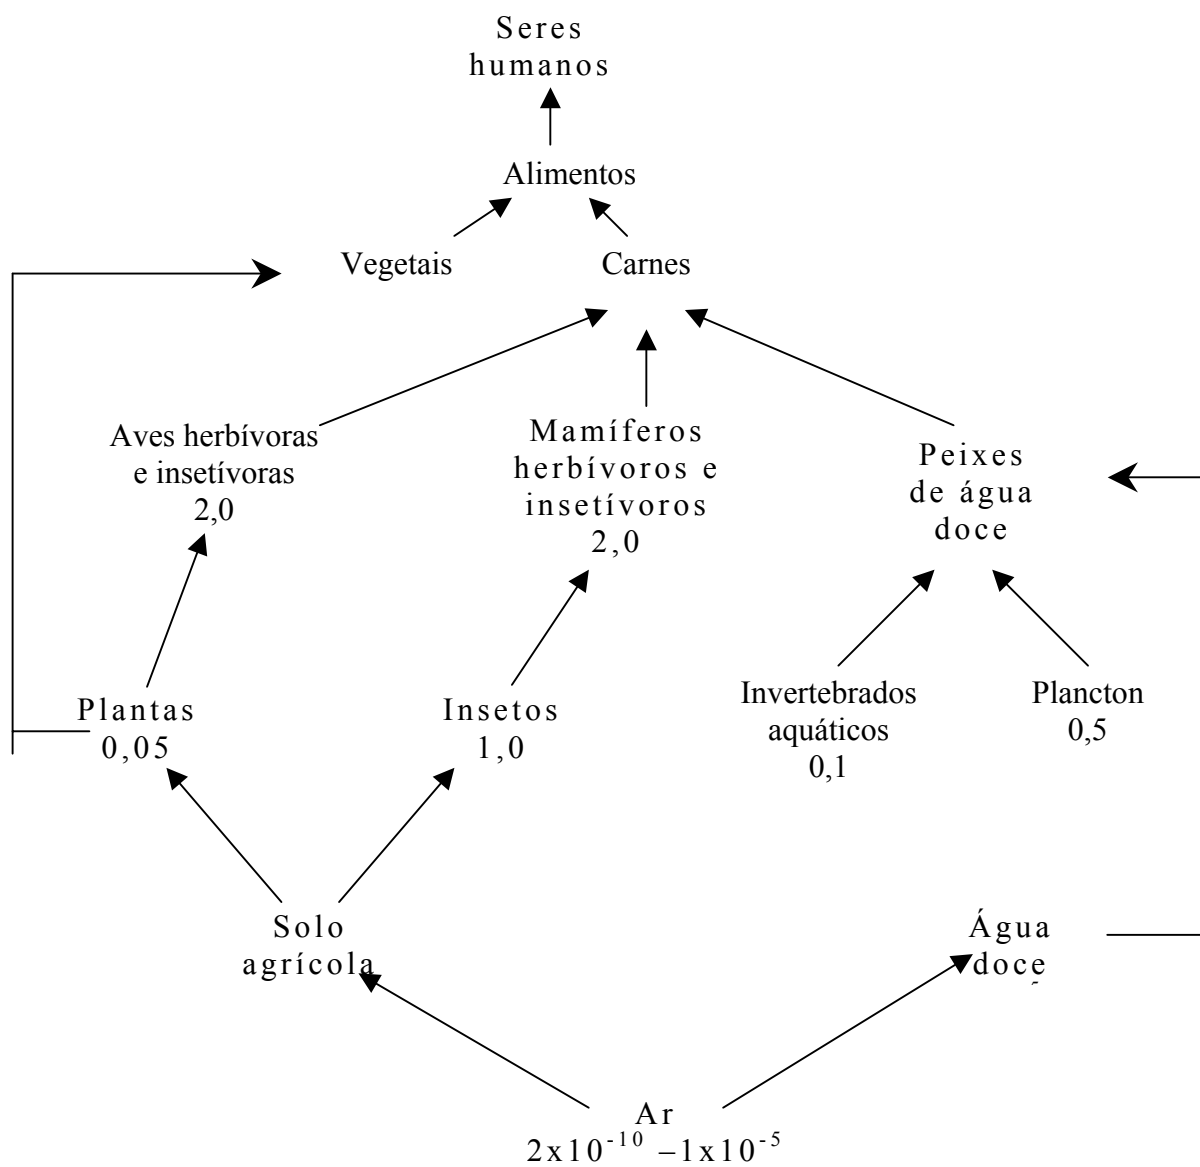 Seres
humanos
Alimentos
Vegetais
Carnes
Aves herbívoras
e insetívoras
2,0
Mamíferos
herbívoros e
insetívoros
2,0
Peixes
de água
doce
Plantas
0,05
Insetos
1,0
Invertebrados
aquáticos
0,1
Plancton
0,5
Solo
agrícola
Água
doce
Ar
2x10⁻¹⁰ –1x10⁻⁵